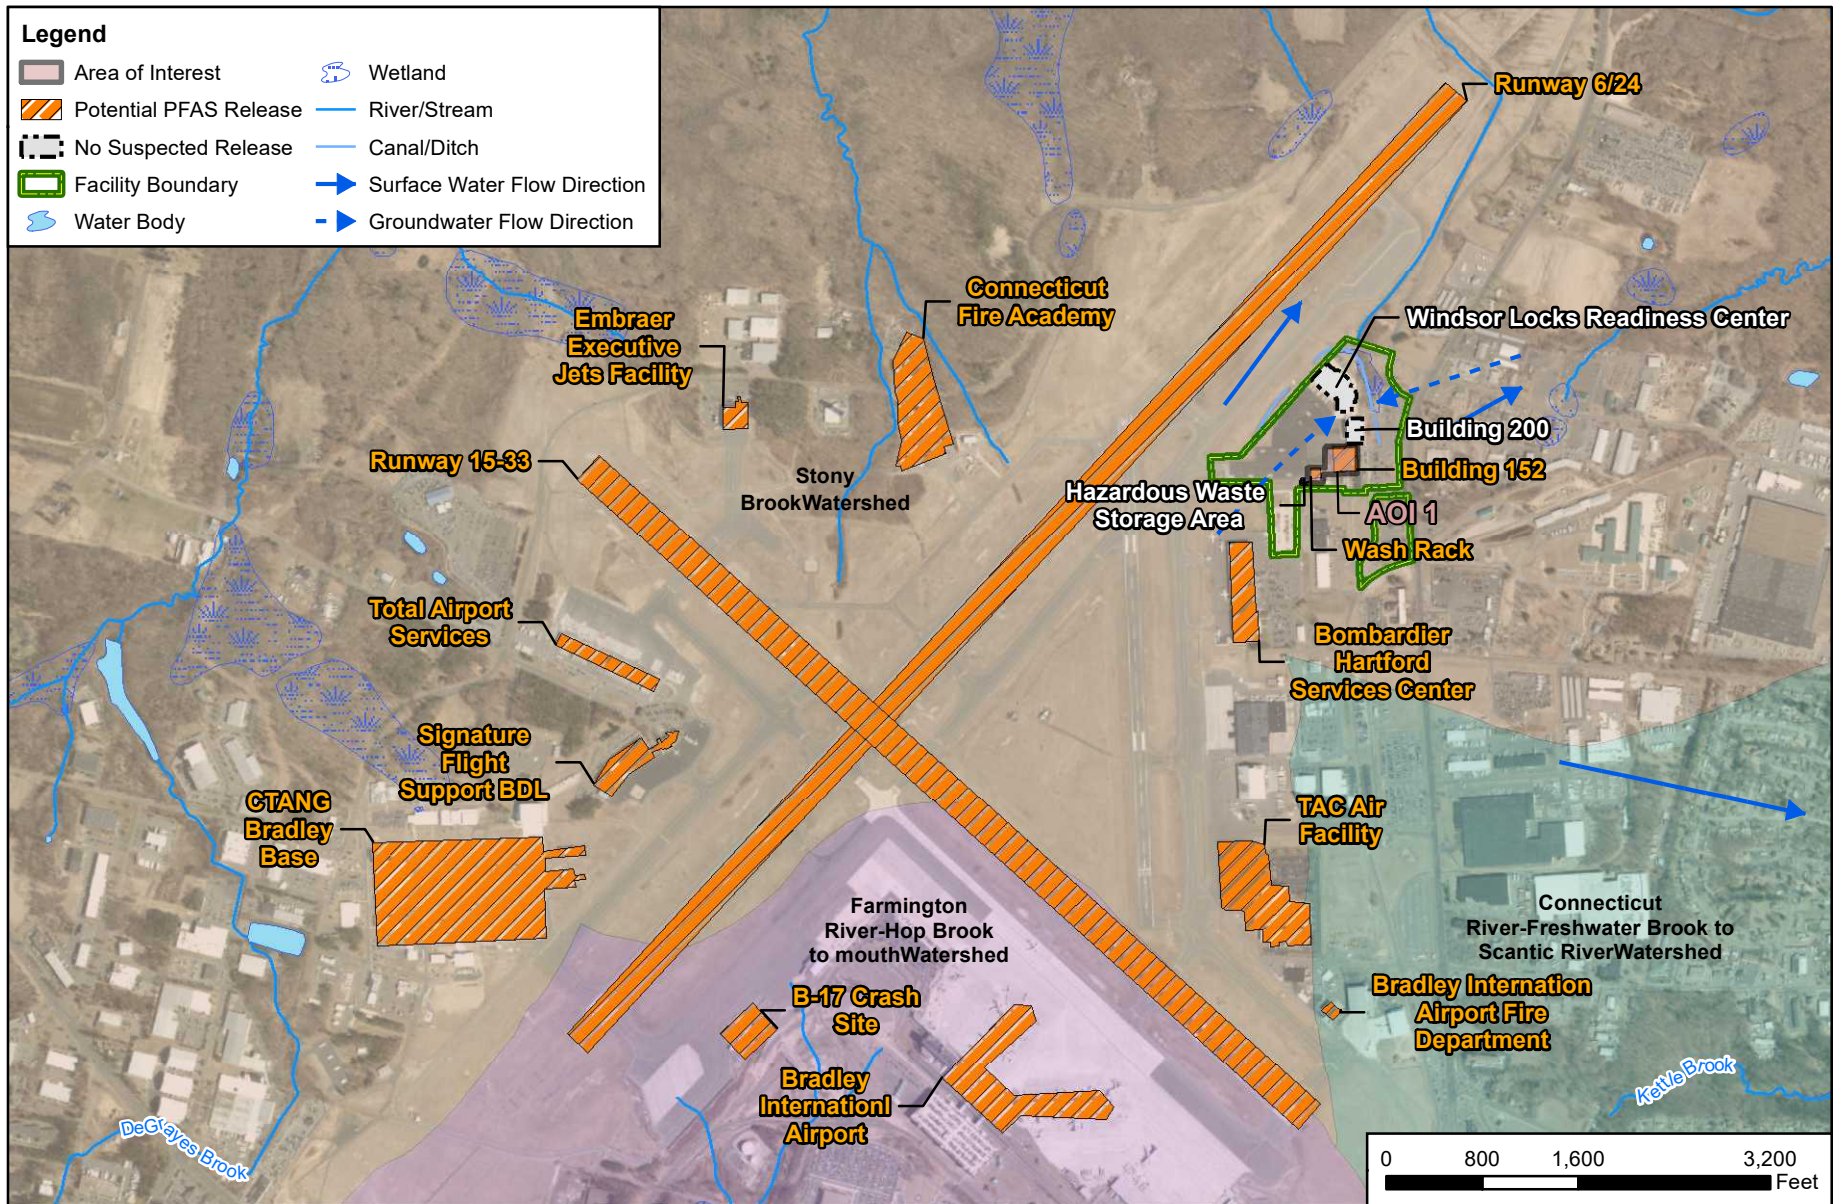 Legend
Area of Interest
Potential PFAS Release
No Suspected Release
Facility Boundary
Water Body
Wetland
River/Stream
Canal/Ditch
Surface Water Flow Direction
Groundwater Flow Direction
Runway 6/24
Connecticut
Fire Academy
Embraer
Executive
Jets Facility
Windsor Locks Readiness Center
Building 200
Building 152
Runway 15-33
Stony
BrookWatershed
Hazardous Waste
Storage Area
AOI 1
Wash Rack
Total Airport
Services
Bombardier
Hartford
Services Center
Signature
Flight
Support BDL
CTANG
Bradley
Base
TAC Air
Facility
Farmington
River-Hop Brook
to mouthWatershed
Connecticut
River-Freshwater Brook to
Scantic RiverWatershed
B-17 Crash
Site
Bradley Internation
Airport Fire
Department
Bradley
Internationl
Airport
Kettle Brook
DeGrayes Brook
0 800 1,600 3,200
Feet